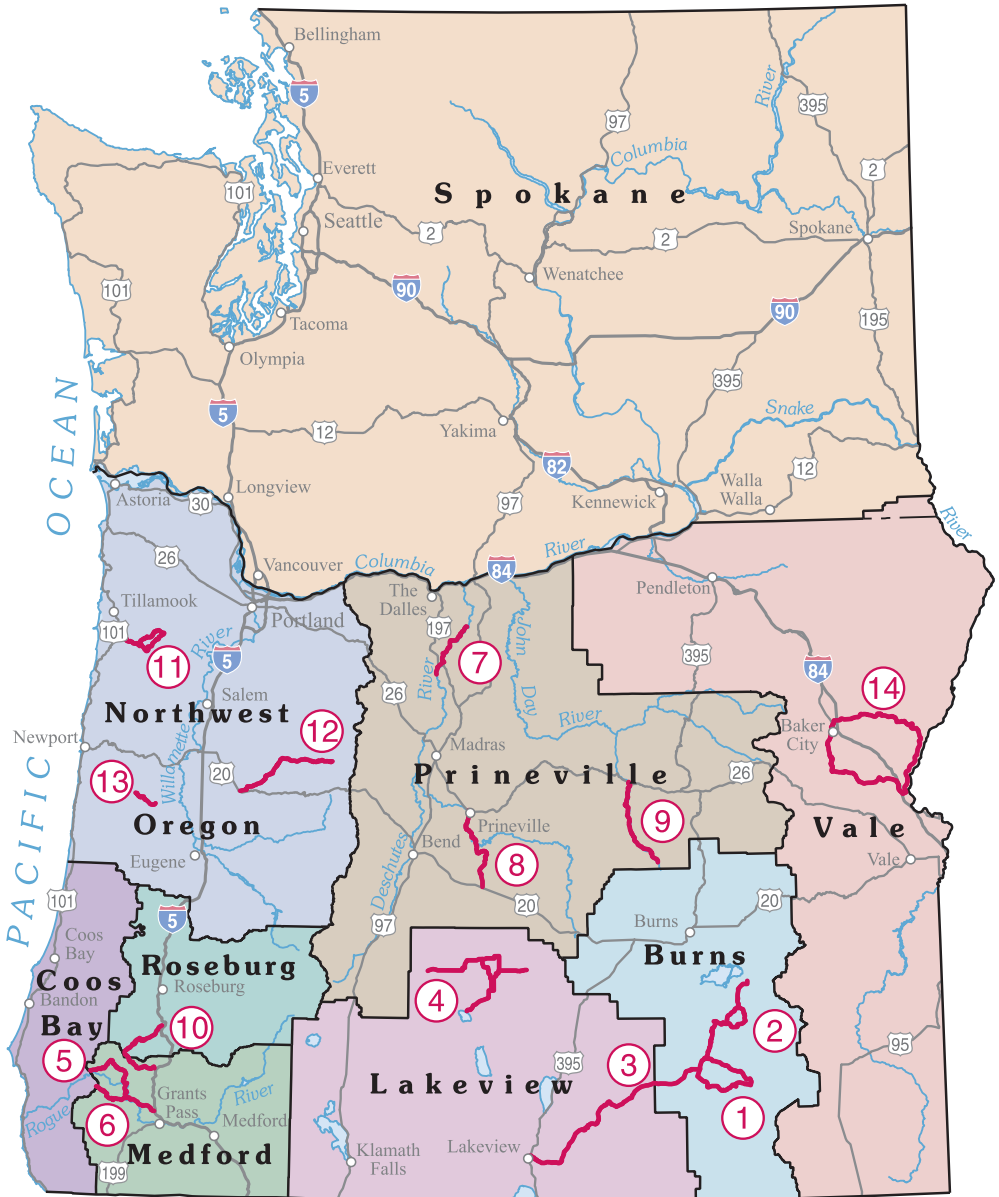 Bellingham
5
97
River
395
Columbia
2
Everett
101
Spokane
Seattle
2
2
Spokane
Wenatchee
101
90
90
Tacoma
195
Olympia
395
5
Snake
12
Yakima
82
12
OCEAN
Walla
Walla
Longview
Kennewick
Astoria
30
97
River
26
River
Vancouver
Columbia
84
The
Dalles
Pendleton
Tillamook
Portland
101
River
197
John
Day
395
84
11
5
7
River
14
Salem
26
River
Northwest
Newport
12
Madras
Baker
City
Willamette
20
Prineville
26
13
9
Oregon
Prineville
Vale
Eugene
Bend
8
Vale
Deschutes
101
PACIFIC
5
97
20
20
Burns
Coos
Bay
Roseburg
Burns
Coos
Roseburg
4
Bandon
Bay
10
2
5
3
395
95
Lakeview
Grants
Pass
River
1
Rogue
6
Medford
Lakeview
Klamath
Falls
Medford
199